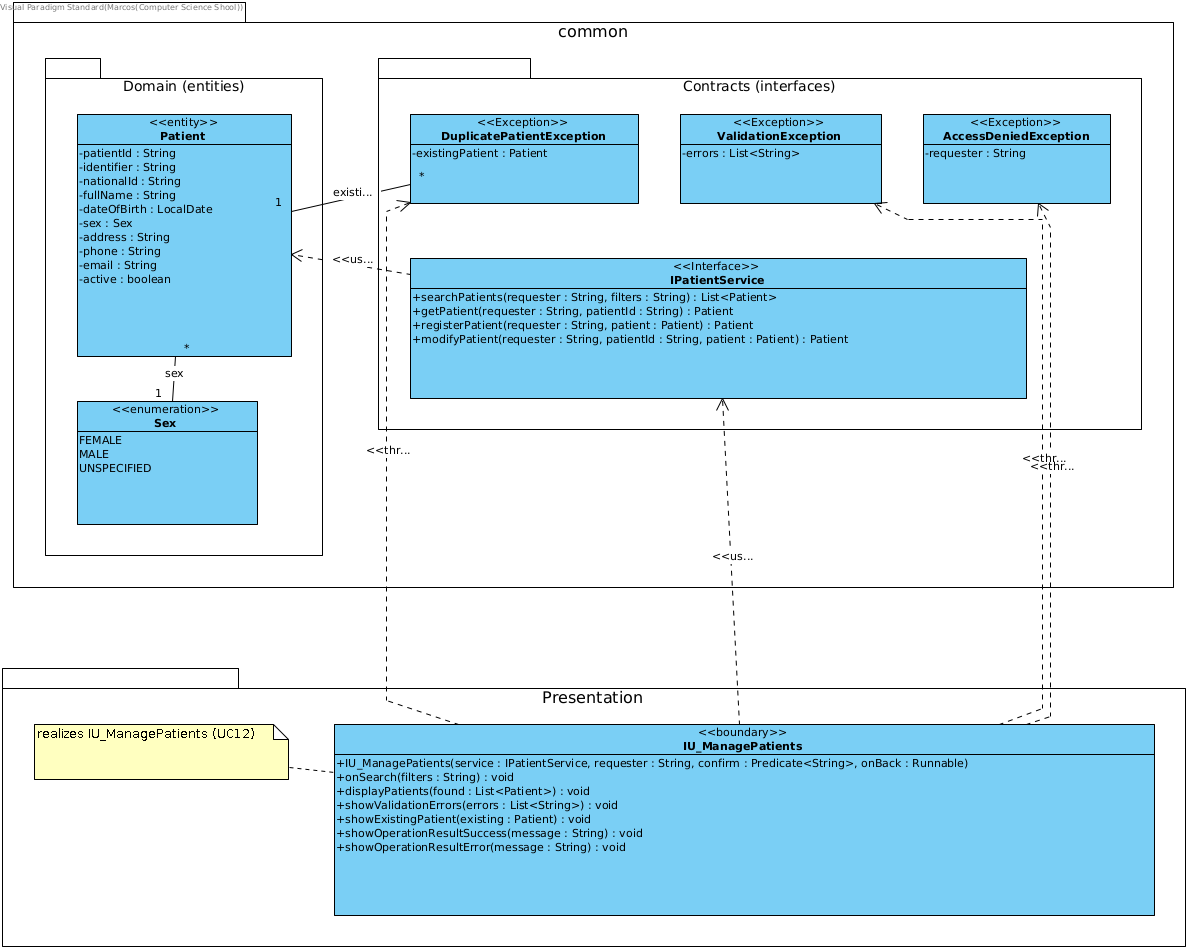 Visual Paradigm Standard(Marcos(Computer Science Shool))
common
Domain (entities)
Contracts (interfaces)
<<entity>>
Patient
-patientId : String
-identifier : String
-nationalId : String
-fullName : String
-dateOfBirth : LocalDate
-sex : Sex
-address : String
-phone : String
-email : String
-active : boolean
1
*
sex
1
<<enumeration>>
Sex
FEMALE
MALE
UNSPECIFIED
existi...
<<us...
<<Exception>>
DuplicatePatientException
-existingPatient : Patient
*
<<Exception>>
ValidationException
-errors : List<String>
<<Exception>>
AccessDeniedException
-requester : String
<<Interface>>
IPatientService
+searchPatients(requester : String, filters : String) : List<Patient>
+getPatient(requester : String, patientId : String) : Patient
+registerPatient(requester : String, patient : Patient) : Patient
+modifyPatient(requester : String, patientId : String, patient : Patient) : Patient
<<thr...
<<thr...
<<thr...
<<us...
Presentation
realizes IU_ManagePatients (UC12)
<<boundary>>
IU_ManagePatients
+IU_ManagePatients(service : IPatientService, requester : String, confirm : Predicate<String>, onBack : Runnable)
+onSearch(filters : String) : void
+displayPatients(found : List<Patient>) : void
+showValidationErrors(errors : List<String>) : void
+showExistingPatient(existing : Patient) : void
+showOperationResultSuccess(message : String) : void
+showOperationResultError(message : String) : void